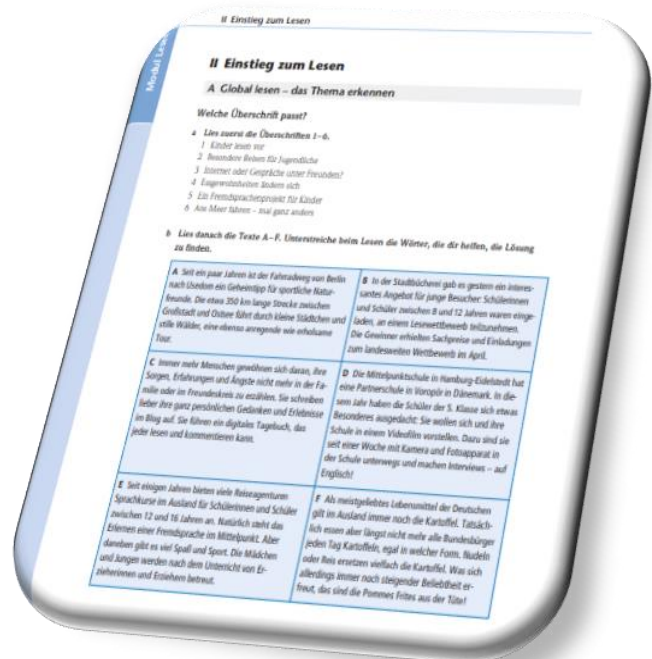 II Einstieg zum Lesen
Modul Lesen
II Einstieg zum Lesen
A Global lesen – das Thema erkennen
Welche Überschrift passt?
a Lies zuerst die Überschriften 1–6.
1 Kinder lesen vor
2 Besondere Reisen für Jugendliche
3 Internet oder Gespräche unter Freunden?
4 Essgewohnheiten ändern sich
5 Ein Fremdsprachenprojekt für Kinder
6 Ans Meer fahren – mal ganz anders
b Lies danach die Texte A–F. Unterstreiche beim Lesen die Wörter, die dir helfen, die Lösung
zu finden.
A Seit ein paar Jahren ist der Fahrradweg von Berlin
nach Usedom ein Geheimtipp für sportliche Natur-
freunde. Die etwa 350 km lange Strecke zwischen
Großstadt und Ostsee führt durch kleine Städtchen und
stille Wälder, eine ebenso anregende wie erholsame
Tour.
B In der Stadtbücherei gab es gestern ein interes-
santes Angebot für junge Besucher: Schülerinnen
und Schüler zwischen 8 und 12 Jahren waren einge-
laden, an einem Lesewettbewerb teilzunehmen.
Die Gewinner erhielten Sachpreise und Einladungen
zum landesweiten Wettbewerb im April.
C Immer mehr Menschen gewöhnen sich daran, ihre
Sorgen, Erfahrungen und Ängste nicht mehr in der Fa-
milie oder im Freundeskreis zu erzählen. Sie schreiben
lieber ihre ganz persönlichen Gedanken und Erlebnisse
im Blog auf. Sie führen ein digitales Tagebuch, das
jeder lesen und kommentieren kann.
D Die Mittelpunktschule in Hamburg-Eidelstedt hat
eine Partnerschule in Vorupör in Dänemark. In die-
sem Jahr haben die Schüler der 5. Klasse sich etwas
Besonderes ausgedacht: Sie wollen sich und ihre
Schule in einem Videofilm vorstellen. Dazu sind sie
seit einer Woche mit Kamera und Fotoapparat in
der Schule unterwegs und machen Interviews – auf
Englisch!
E Seit einigen Jahren bieten viele Reiseagenturen
Sprachkurse im Ausland für Schülerinnen und Schüler
zwischen 12 und 16 Jahren an. Natürlich steht das
Erlernen einer Fremdsprache im Mittelpunkt. Aber
daneben gibt es viel Spaß und Sport. Die Mädchen
und Jungen werden nach dem Unterricht von Er-
zieherinnen und Erziehern betreut.
F Als meistgeliebtes Lebensmittel der Deutschen
gilt im Ausland immer noch die Kartoffel. Tatsäch-
lich essen aber längst nicht mehr alle Bundesbürger
jeden Tag Kartoffeln, egal in welcher Form. Nudeln
oder Reis ersetzen vielfach die Kartoffel. Was sich
allerdings immer noch steigender Beliebtheit er-
freut, das sind die Pommes Frites aus der Tüte!